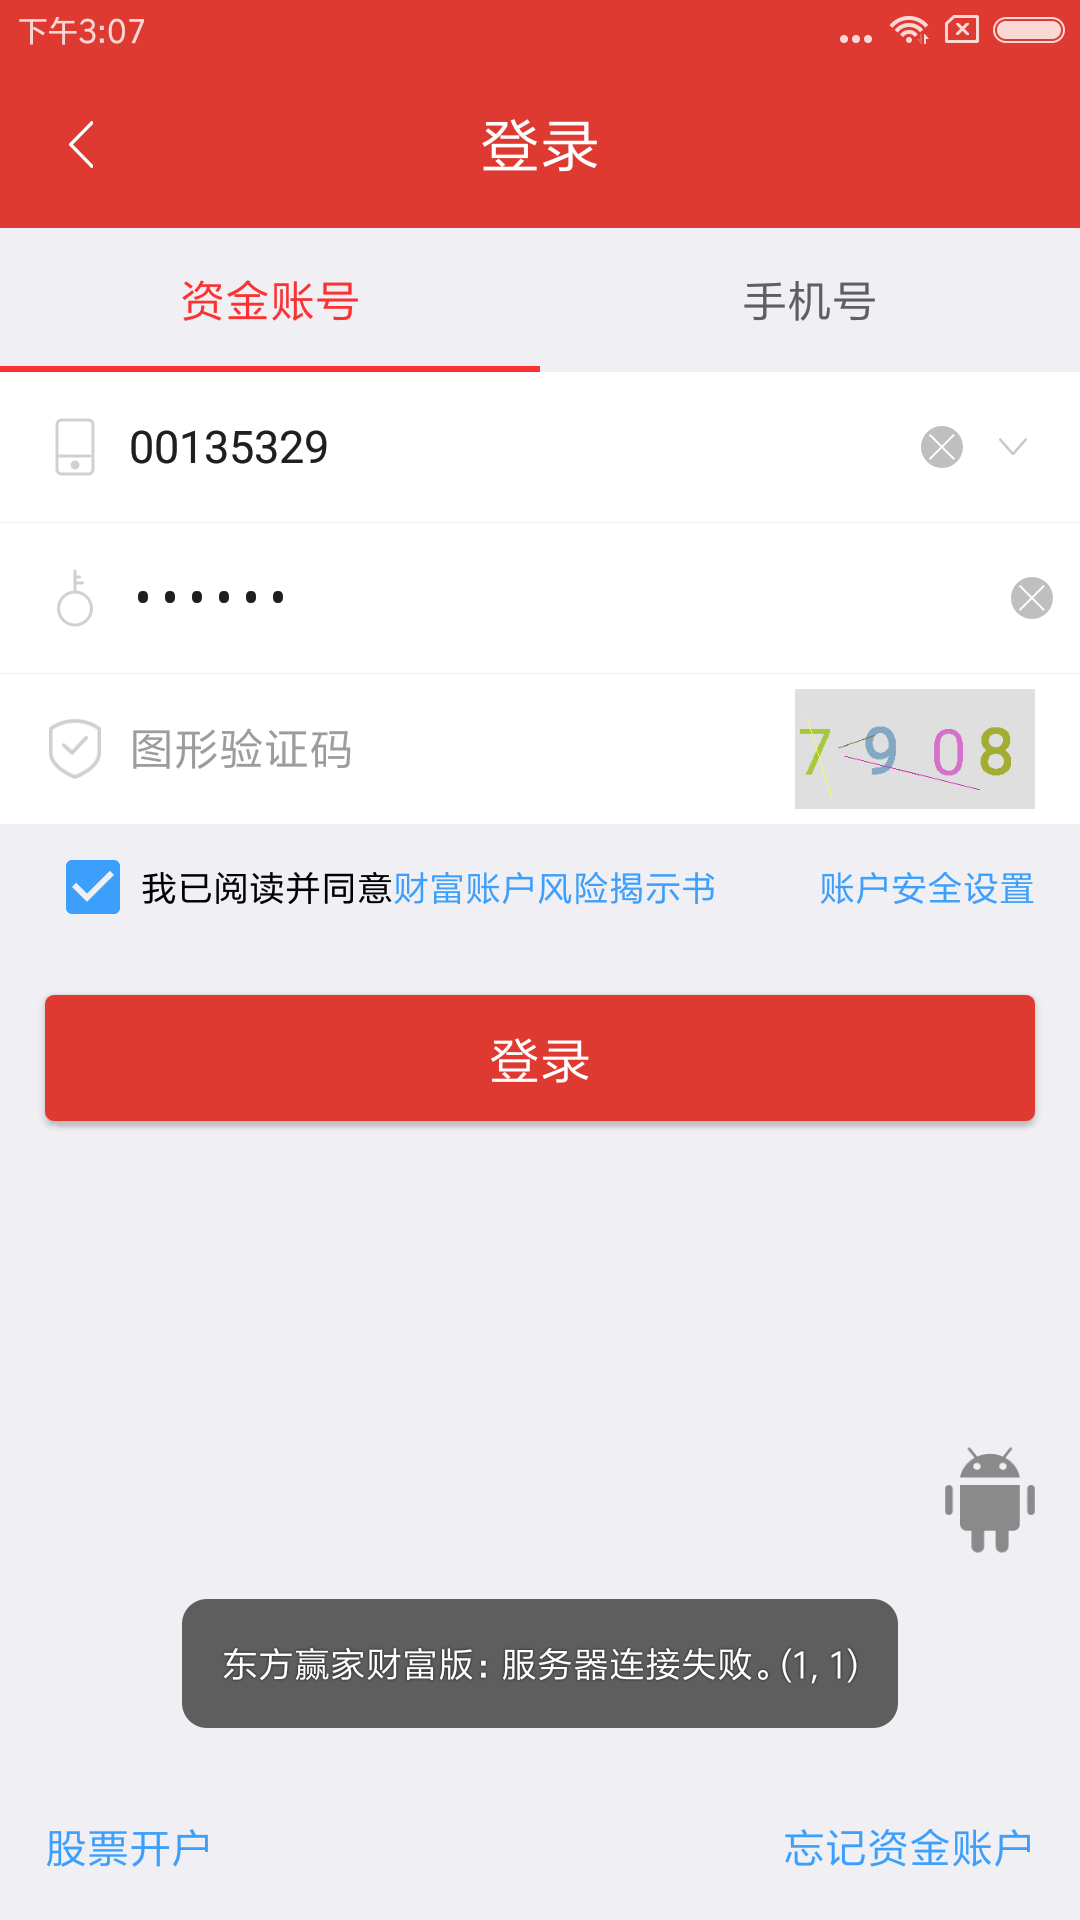 下午3:07
登录
资金账号
手机号
00135329
••••••
图形验证码
7908
我已阅读并同意财富账户风险揭示书
账户安全设置
登录
东方赢家财富版：服务器连接失败。(1, 1)
股票开户
忘记资金账户